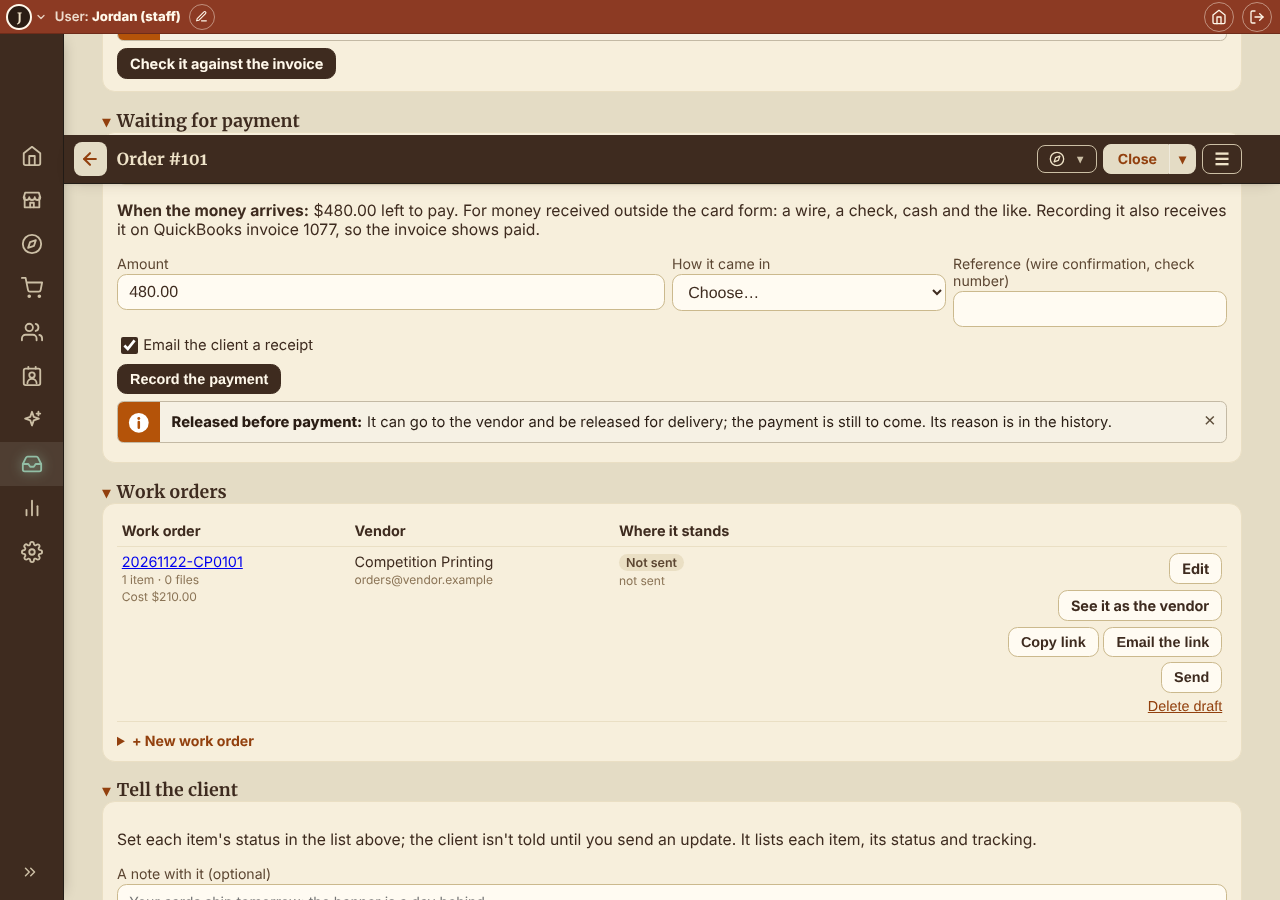 J
User: Jordan (staff)
Check it against the invoice
▼ Waiting for payment
Order #101
▼
Close
▼
When the money arrives: $480.00 left to pay. For money received outside the card form: a wire, a check, cash and the like. Recording it also receives
it on QuickBooks invoice 1077, so the invoice shows paid.
Amount
How it came in
Reference (wire confirmation, check
number)
480.00
Choose...
Email the client a receipt
Record the payment
Released before payment: It can go to the vendor and be released for delivery; the payment is still to come. Its reason is in the history.
▼ Work orders
Work order
Vendor
Where it stands
20261122-CP0101
1 item · 0 files
Cost $210.00
Competition Printing
orders@vendor.example
Not sent
not sent
Edit
See it as the vendor
Copy link
Email the link
Send
Delete draft
▶ + New work order
▼ Tell the client
Set each item's status in the list above; the client isn't told until you send an update. It lists each item, its status and tracking.
A note with it (optional)